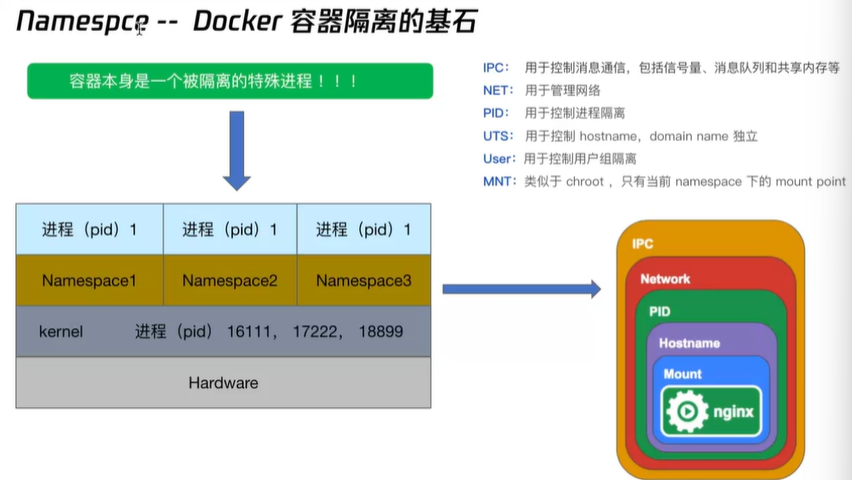 Namespce -- Docker 容器隔离的基石
容器本身是一个被隔离的特殊进程！！！
IPC： 用于控制消息通信，包括信号量、消息队列和共享内存等
NET： 用于管理网络
PID： 用于控制进程隔离
UTS： 用于控制 hostname，domain name 独立
User： 用于控制用户组隔离
MNT： 类似于 chroot ，只有当前 namespace 下的 mount point
进程（pid）1 进程（pid）1 进程（pid）1
Namespace1 Namespace2 Namespace3
kernel 进程（pid） 16111， 17222， 18899
Hardware
IPC
Network
PID
Hostname
Mount
nginx